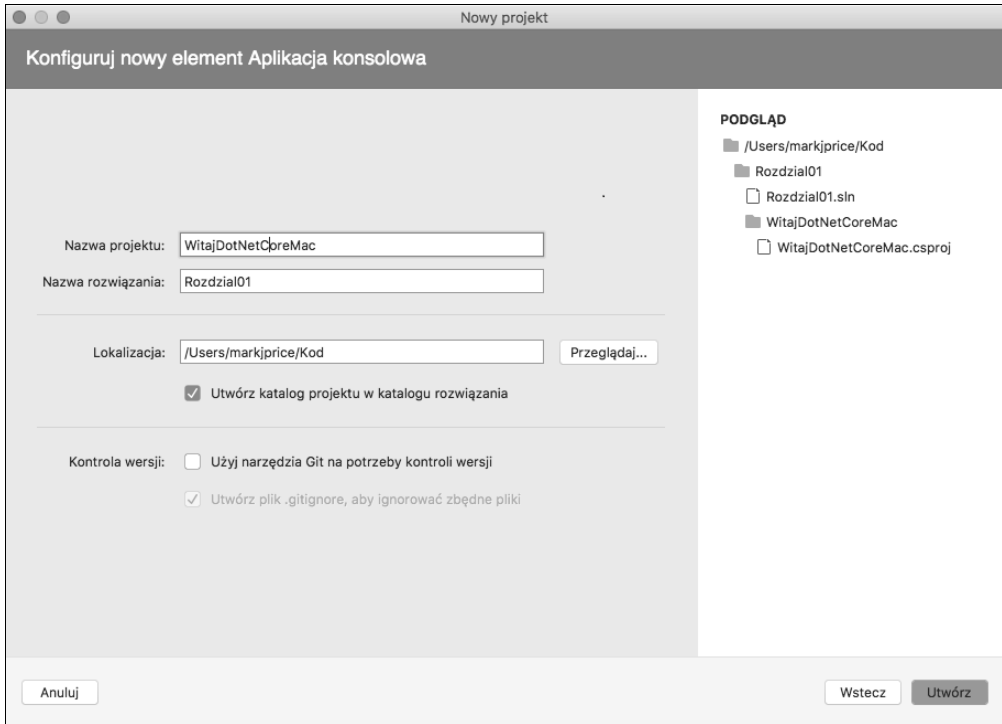 Nowy projekt
Konfiguruj nowy element Aplikacja konsolowa
Nazwa projektu: WitajDotNetCoreMac
Nazwa rozwiązania: Rozdzial01
Lokalizacja: /Users/markjprice/Kod Przeglądaj...
Utwórz katalog projektu w katalogu rozwiązania
Kontrola wersji: Użyj narzędzia Git na potrzeby kontroli wersji
Utwórz plik .gitignore, aby ignorować zbędne pliki
PODGLĄD
/Users/markjprice/Kod
Rozdzial01
Rozdzial01.sln
WitajDotNetCoreMac
WitajDotNetCoreMac.csproj
Anuluj Wstecz Utwórz